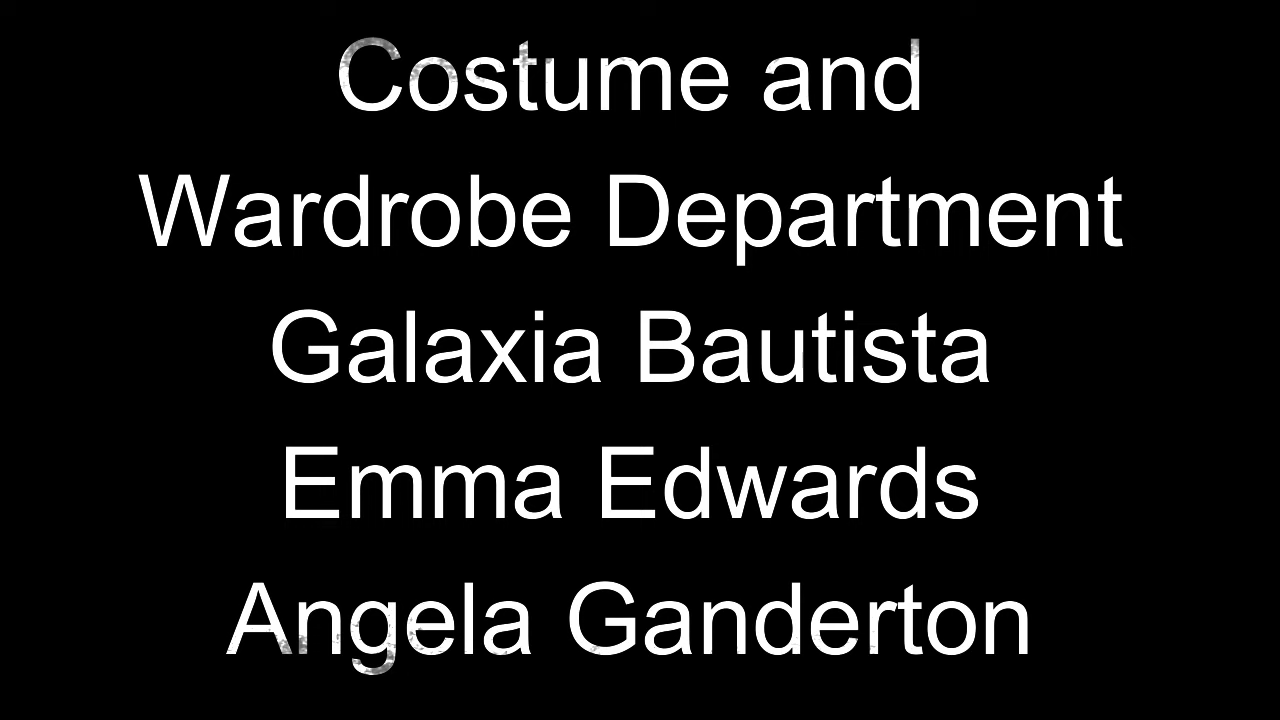 Costume and
Wardrobe Department
Galaxia Bautista
Emma Edwards
Angela Ganderton